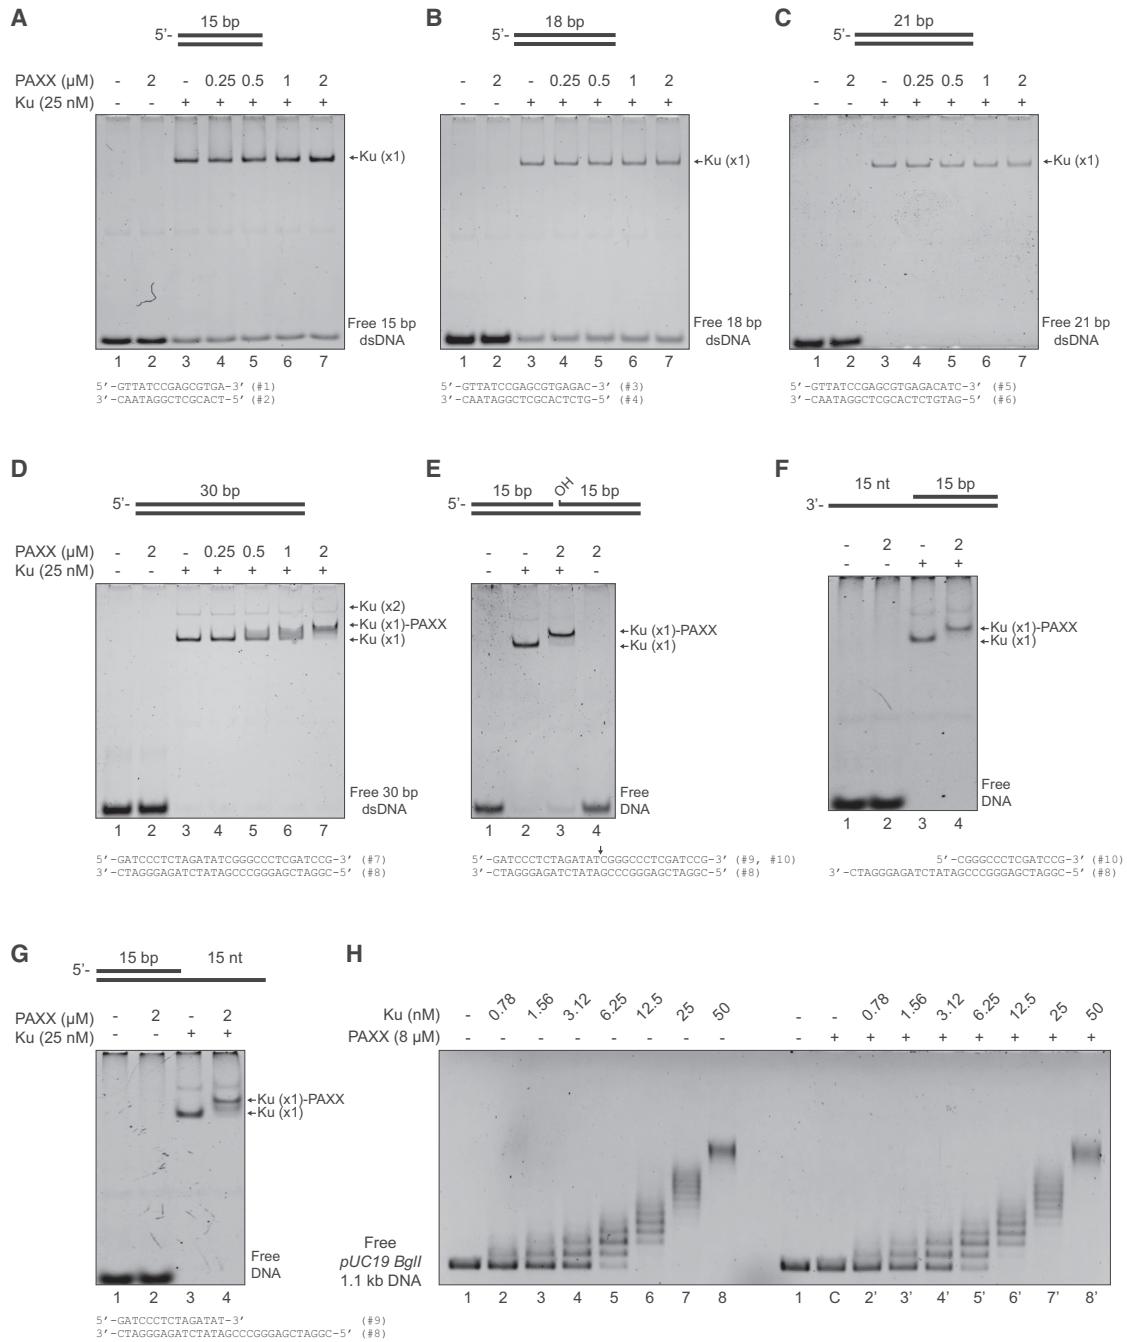 A
15 bp
5’-
PAXX (μM) - 2 - 0.25 0.5 1 2
Ku (25 nM) - - + + + + +
Ku (x1)
Free 15 bp
dsDNA
1 2 3 4 5 6 7
5’-GTTATCCGAGCGTGA-3’ (#1)
3’-CAATAGGCTCGCACT-5’ (#2)
B
18 bp
5’-
- 2 - 0.25 0.5 1 2
- - + + + + +
Ku (x1)
Free 18 bp
dsDNA
1 2 3 4 5 6 7
5’-GTTATCCGAGCGTGAGAC-3’ (#3)
3’-CAATAGGCTCGCACTCTG-5’ (#4)
C
21 bp
5’-
- 2 - 0.25 0.5 1 2
- - + + + + +
Ku (x1)
Free 21 bp
dsDNA
1 2 3 4 5 6 7
5’-GTTATCCGAGCGTGAGACATC-3’ (#5)
3’-CAATAGGCTCGCACTCTGTAG-5’ (#6)
D
30 bp
5’-
PAXX (μM) - 2 - 0.25 0.5 1 2
Ku (25 nM) - - + + + + +
Ku (x2)
Ku (x1)-PAXX
Ku (x1)
Free 30 bp
dsDNA
1 2 3 4 5 6 7
5’-GATCCCTCTAGATATCGGGCCCTCGATCCG-3’ (#7)
3’-CTAGGGAGATCTATAGCCCGGGAGCTAGGC-5’ (#8)
E
15 bp OH 15 bp
5’-
- - 2 2
- + + -
Ku (x1)-PAXX
Ku (x1)
Free
DNA
1 2 3 4
5’-GATCCCTCTAGATATCGGGCCCTCGATCCG-3’ (#9, #10)
3’-CTAGGGAGATCTATAGCCCGGGAGCTAGGC-5’ (#8)
F
15 nt 15 bp
3’-
- 2 - 2
- - + +
Ku (x1)-PAXX
Ku (x1)
Free
DNA
1 2 3 4
5’-CGGGCCCTCGATCCG-3’ (#10)
3’-CTAGGGAGATCTATAGCCCGGGAGCTAGGC-5’ (#8)
G
15 bp 15 nt
5’-
PAXX (μM) - 2 - 2
Ku (25 nM) - - + +
Ku (x1)-PAXX
Ku (x1)
Free
DNA
1 2 3 4
5’-GATCCCTCTAGATAT-3’ (#9)
3’-CTAGGGAGATCTATAGCCCGGGAGCTAGGC-5’ (#8)
H
Ku (nM) - 0.78 1.56 3.12 6.25 12.5 25 50 - - 0.78 1.56 3.12 6.25 12.5 25 50
PAXX (8 μM) - - - - - - - - - + + + + + + + +
Free
pUC19 BglI
1.1 kb DNA
1 2 3 4 5 6 7 8 1 C 2’ 3’ 4’ 5’ 6’ 7’ 8’